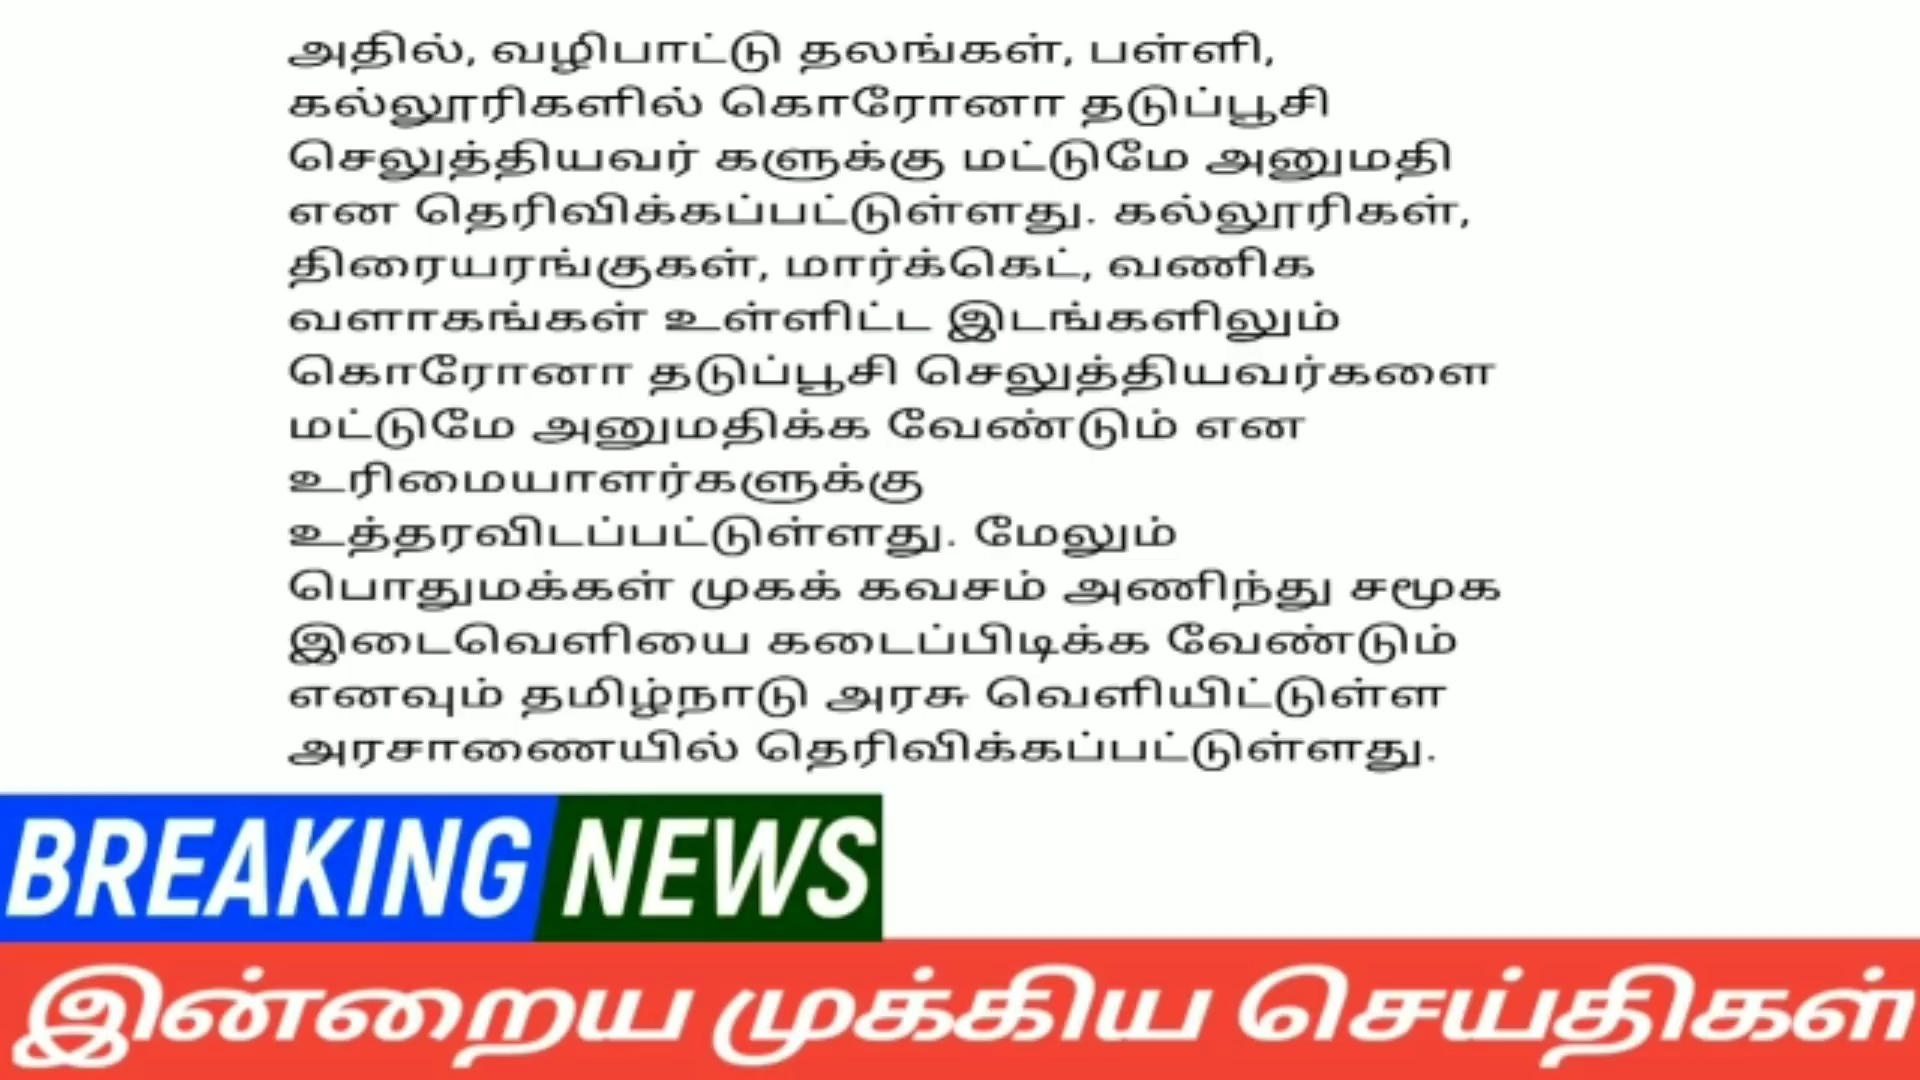 அதில், வழிபாட்டு தலங்கள், பள்ளி,
கல்லூரிகளில் கொரோனா தடுப்பூசி
செலுத்தியவர் களுக்கு மட்டுமே அனுமதி
என தெரிவிக்கப்பட்டுள்ளது. கல்லூரிகள்,
திரையரங்குகள், மார்க்கெட், வணிக
வளாகங்கள் உள்ளிட்ட இடங்களிலும்
கொரோனா தடுப்பூசி செலுத்தியவர்களை
மட்டுமே அனுமதிக்க வேண்டும் என
உரிமையாளர்களுக்கு
உத்தரவிடப்பட்டுள்ளது. மேலும்
பொதுமக்கள் முகக் கவசம் அணிந்து சமூக
இடைவெளியை கடைப்பிடிக்க வேண்டும்
எனவும் தமிழ்நாடு அரசு வெளியிட்டுள்ள
அரசாணையில் தெரிவிக்கப்பட்டுள்ளது.
BREAKING NEWS
இன்றைய முக்கிய செய்திகள்